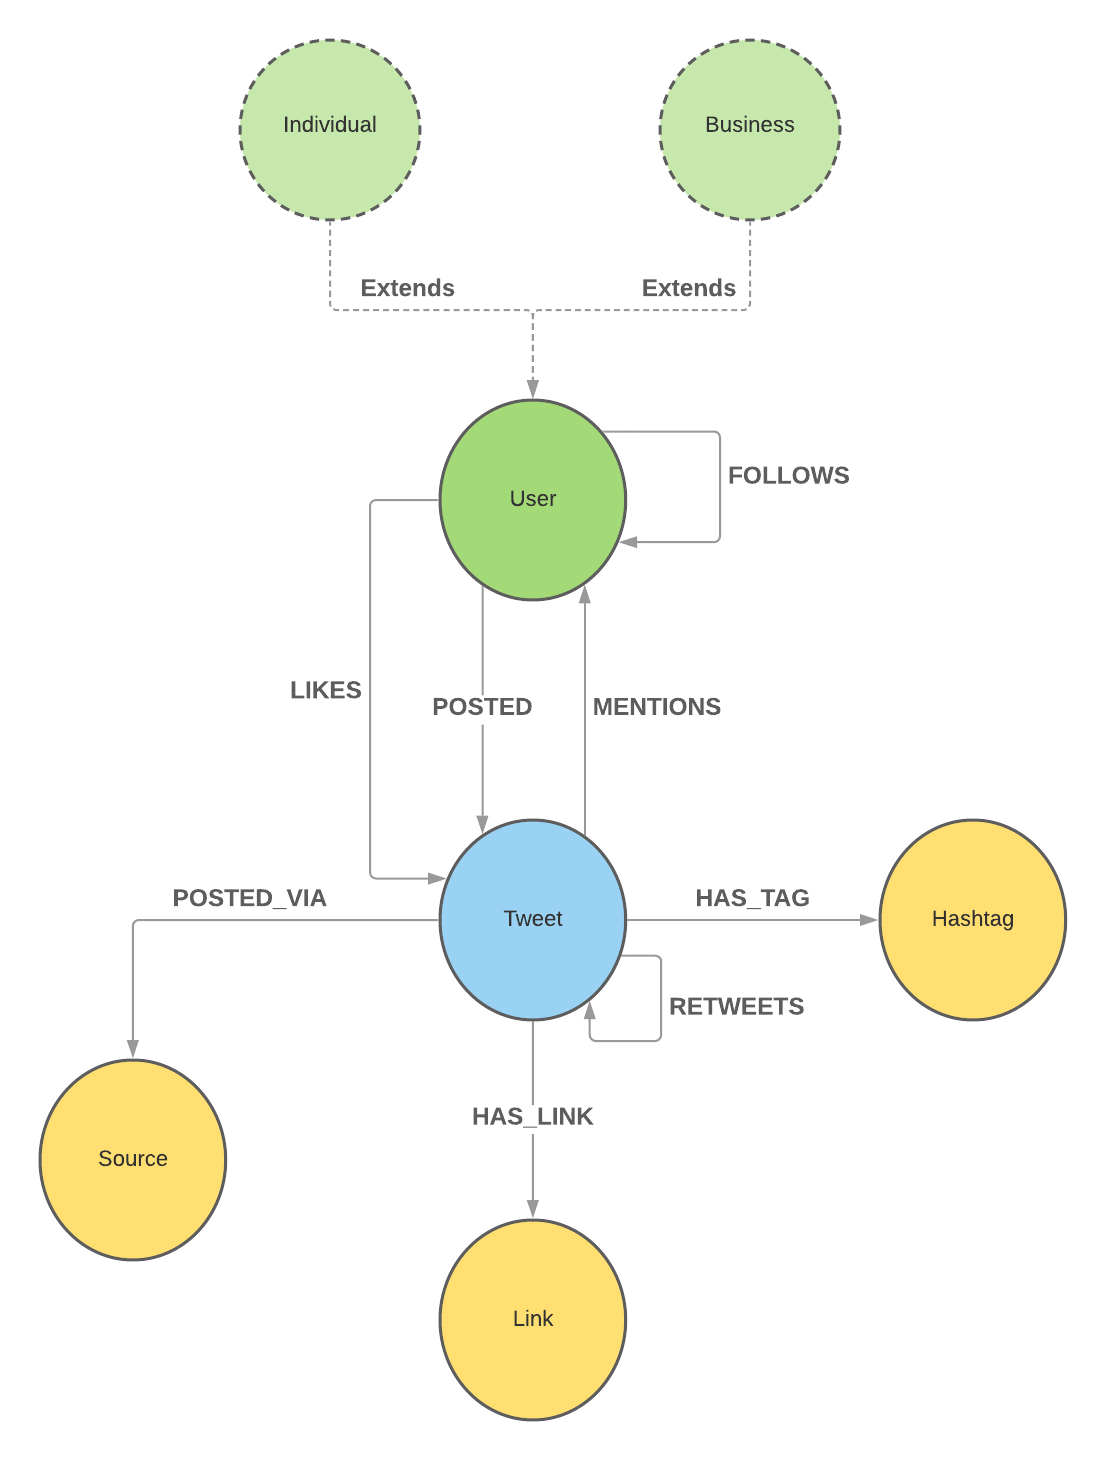 Individual
Business
Extends
Extends
User
FOLLOWS
LIKES
POSTED
MENTIONS
POSTED_VIA
Tweet
HAS_TAG
Hashtag
RETWEETS
HAS_LINK
Source
Link